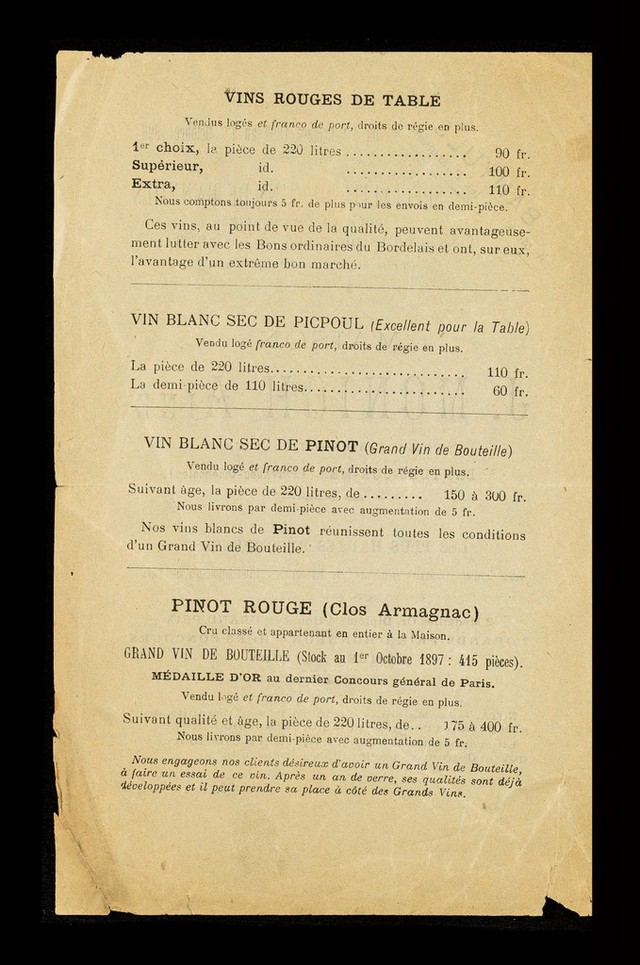 VINS ROUGES DE TABLE
Vendus logés et franco de port, droits de régie en plus.
1er choix, la pièce de 220 litres ................... 90 fr.
Supérieur, id. .................. 100 fr.
Extra, id. .................. 110 fr.
Nous comptons toujours 5 fr. de plus pour les envois en demi-pièce.
Ces vins, au point de vue de la qualité, peuvent avantageuse-
ment lutter avec les Bons ordinaires du Bordelais et ont, sur eux,
l'avantage d'un extrême bon marché.
VIN BLANC SEC DE PICPOUL (Excellent pour la Table)
Vendu logé franco de port, droits de régie en plus.
La pièce de 220 litres.............................. 110 fr.
La demi-pièce de 110 litres......................... 60 fr.
VIN BLANC SEC DE PINOT (Grand Vin de Bouteille)
Vendu logé et franco de port, droits de régie en plus.
Suivant âge, la pièce de 220 litres, de ......... 150 à 300 fr.
Nous livrons par demi-pièce avec augmentation de 5 fr.
Nos vins blancs de Pinot réunissent toutes les conditions
d'un Grand Vin de Bouteille.
PINOT ROUGE (Clos Armagnac)
Cru classé et appartenant en entier à la Maison.
GRAND VIN DE BOUTEILLE (Stock au 1er Octobre 1897 : 415 pièces).
MÉDAILLE D'OR au dernier Concours général de Paris.
Vendu logé et franco de port, droits de régie en plus.
Suivant qualité et âge, la pièce de 220 litres, de.. 175 à 400 fr.
Nous livrons par demi-pièce avec augmentation de 5 fr.
Nous engageons nos clients désireux d'avoir un Grand Vin de Bouteille,
à faire un essai de ce vin. Après un an de verre, ses qualités sont déjà
développées et il peut prendre sa place à côté des Grands Vins.